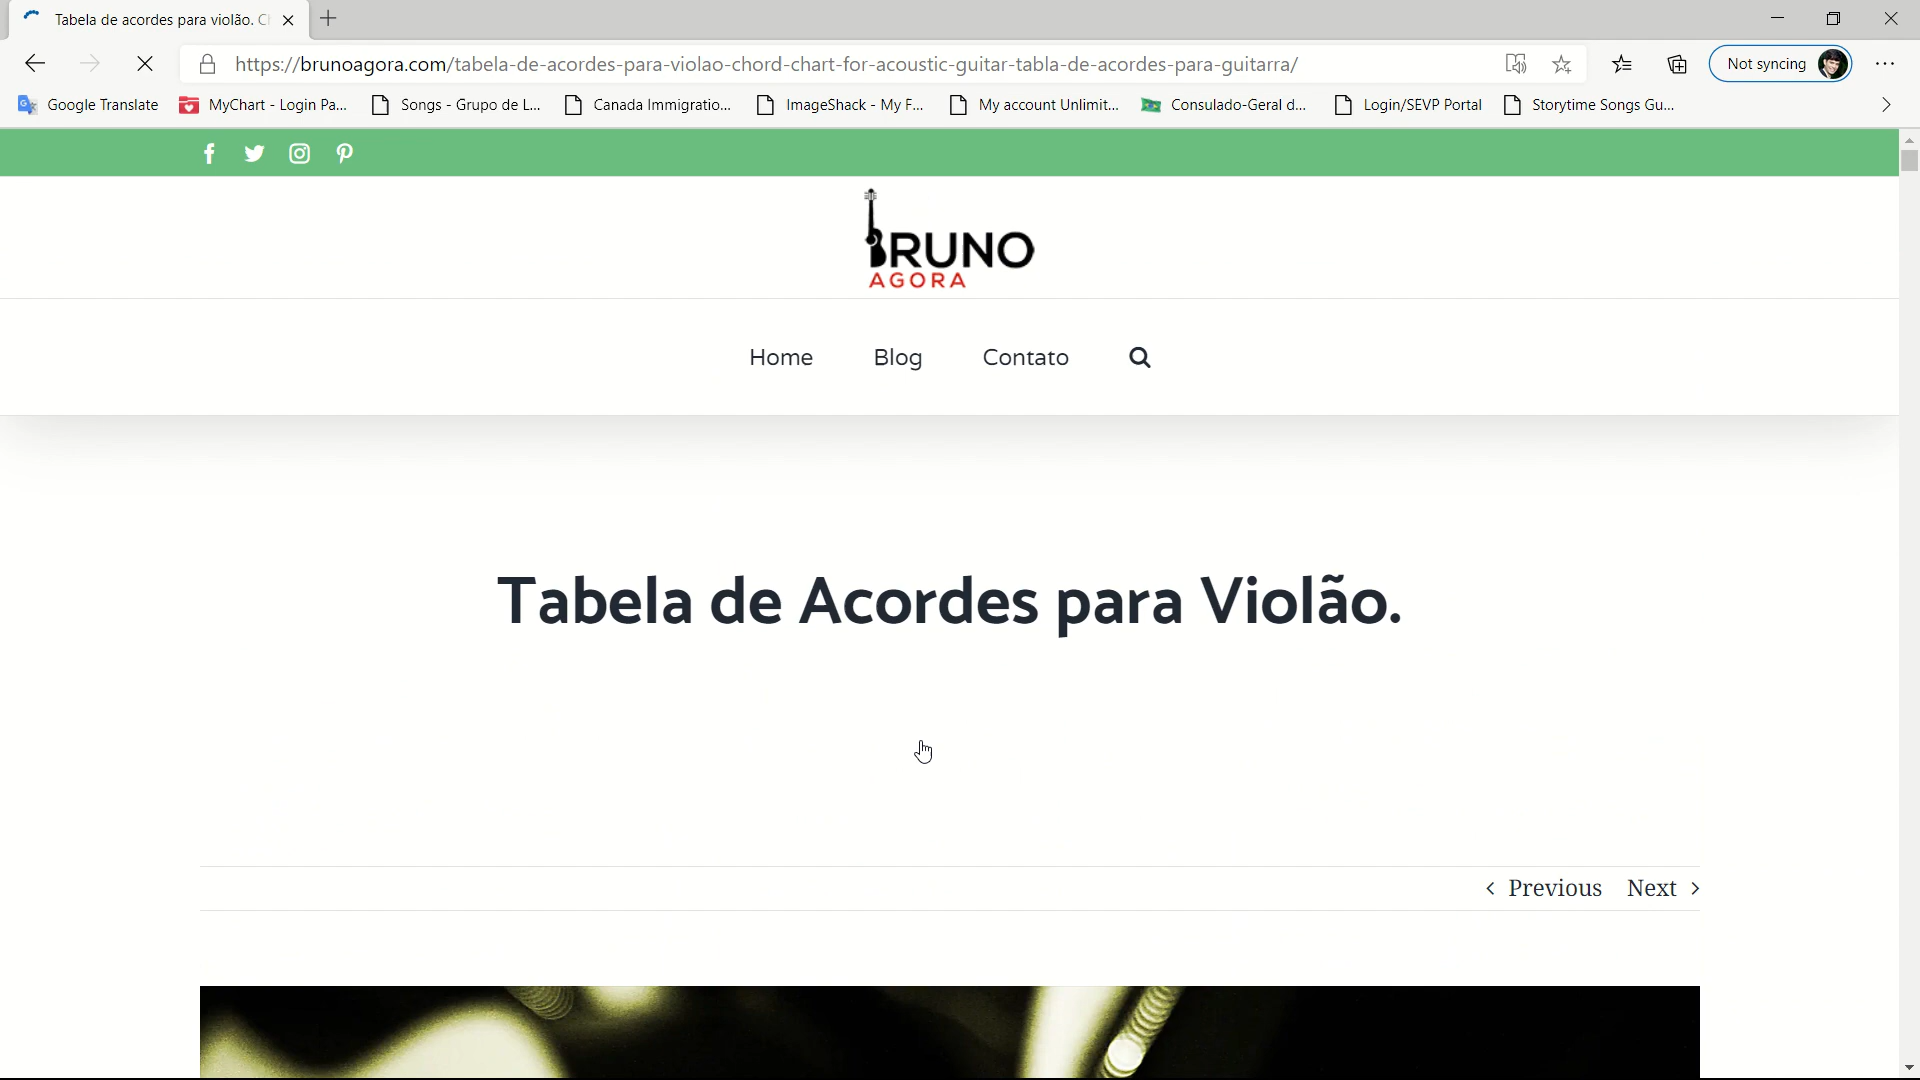 Tabela de acordes para violão. C
https://brunoagora.com/tabela-de-acordes-para-violao-chord-chart-for-acoustic-guitar-tabla-de-acordes-para-guitarra/
Not syncing
Google Translate
MyChart - Login Pa...
Songs - Grupo de L...
Canada Immigratio...
ImageShack - My F...
My account Unlimit...
Consulado-Geral d...
Login/SEVP Portal
Storytime Songs Gu...
BRUNO
AGORA
Home
Blog
Contato
Tabela de Acordes para Violão.
Previous
Next